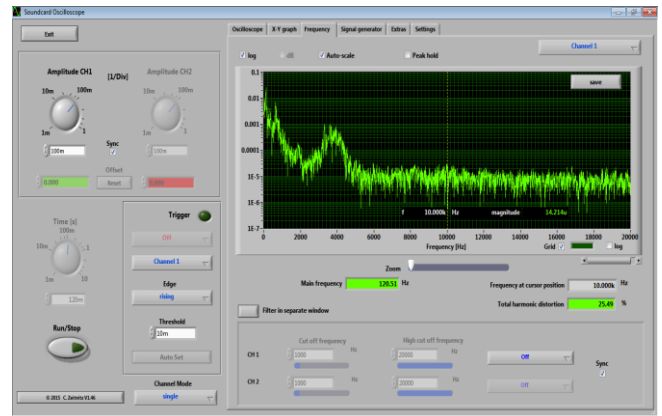 Soundcard Oscilloscope
Exit
Oscilloscope X-Y graph Frequency Signal generator Extras Settings
log dB Auto-scale Peak hold Channel 1
Amplitude CH1 [1/Div] Amplitude CH2
10m 100m 10m 100m
1m 1 1m 1
Sync
100m 100m
Offset
0.000 Reset 0.000
save
0.1
0.01
0.001
0.0001
1E-5
1E-6
1E-7
f 10.000k Hz magnitude 14.214u
0 2000 4000 6000 8000 10000 12000 14000 16000 18000 20000
Frequency [Hz] Grid log
Time [s]
100m
10m .1
1m 10
120m
Run/Stop
Trigger
Off
Channel 1
Edge
rising
Threshold
10m
Auto Set
Channel Mode
single
© 2015 C. Zeitnitz V1.46
Zoom
Main frequency 120.51 Hz Frequency at cursor position 10.000k Hz
Filter in separate window Total harmonic distortion 25.49 %
Cut off frequency High cut off frequency
CH 1 1000 Hz 20000 Hz Off
Sync
CH 2 1000 Hz Hz Off